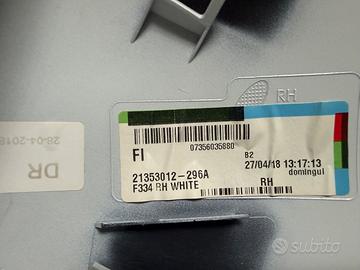 RH
28-04-2018
DR
07356035880
FI
B2
27/04/18 13:17:13
domingui
21353012-296A
F334 RH WHITE
RH
subito